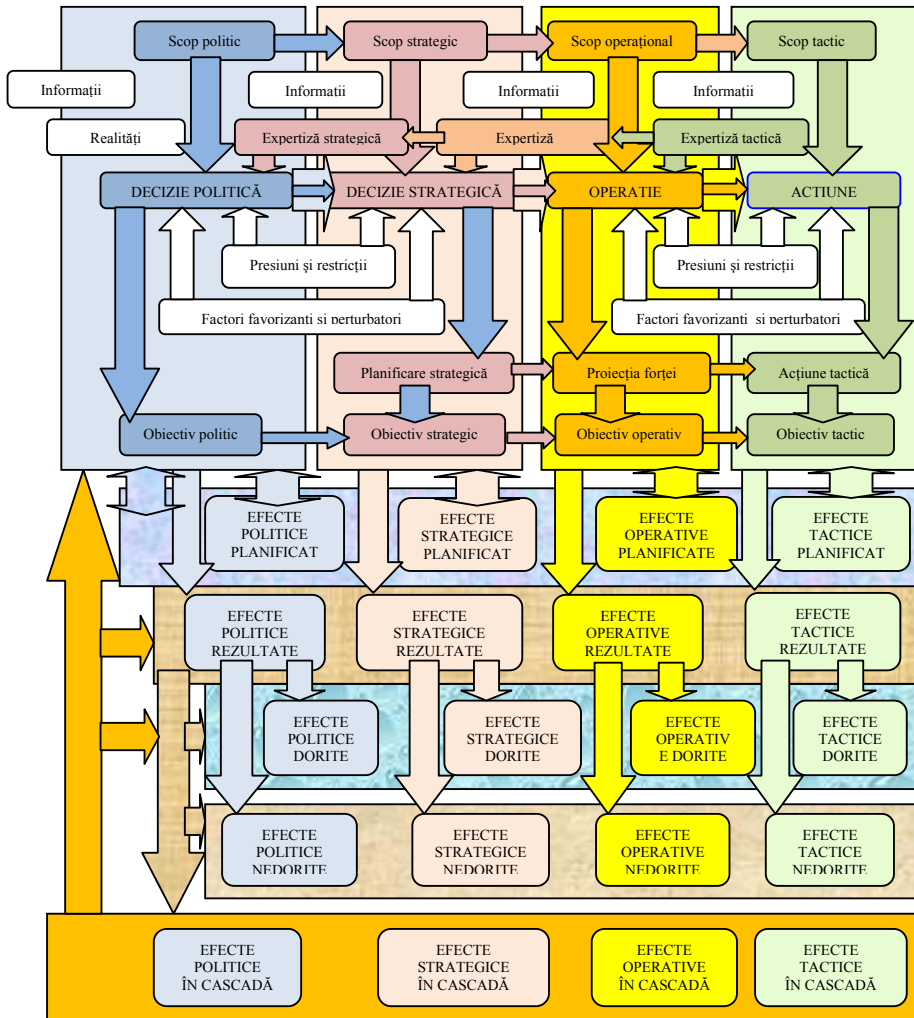 Scop politic
Scop strategic
Scop operațional
Scop tactic
Informații
Informatii
Informatii
Informatii
Realități
Expertiză strategică
Expertiză
Expertiză tactică
DECIZIE POLITICĂ
DECIZIE STRATEGICĂ
OPERATIE
ACTIUNE
Presiuni și restricții
Presiuni și restricții
Factori favorizanti si perturbatori
Factori favorizanti si perturbatori
Planificare strategică
Proiecția forței
Acțiune tactică
Obiectiv politic
Obiectiv strategic
Obiectiv operativ
Obiectiv tactic
EFECTE
POLITICE
PLANIFICAT
EFECTE
STRATEGICE
PLANIFICAT
EFECTE
OPERATIVE
PLANIFICATE
EFECTE
TACTICE
PLANIFICAT
EFECTE
POLITICE
REZULTATE
EFECTE
STRATEGICE
REZULTATE
EFECTE
OPERATIVE
REZULTATE
EFECTE
TACTICE
REZULTATE
EFECTE
POLITICE
DORITE
EFECTE
STRATEGICE
DORITE
EFECTE
OPERATIV
E DORITE
EFECTE
TACTICE
DORITE
EFECTE
POLITICE
NEDORITE
EFECTE
STRATEGICE
NEDORITE
EFECTE
OPERATIVE
NEDORITE
EFECTE
TACTICE
NEDORITE
EFECTE
POLITICE
ÎN CASCADĂ
EFECTE
STRATEGICE
ÎN CASCADĂ
EFECTE
OPERATIVE
ÎN CASCADĂ
EFECTE
TACTICE
ÎN CASCADĂ